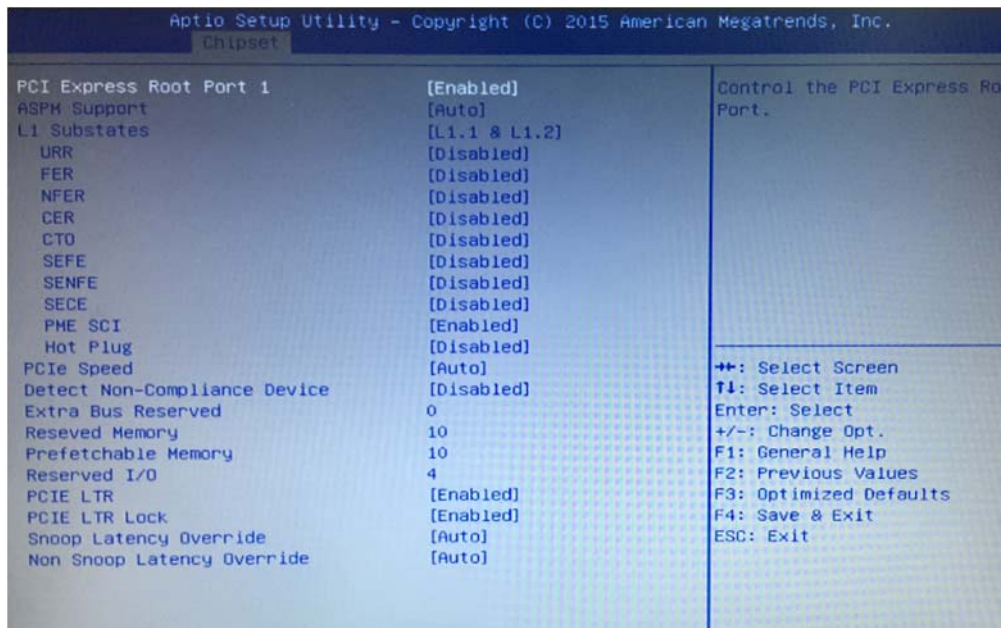 Aptio Setup Utility – Copyright (C) 2015 American Megatrends, Inc.
Chipset
PCI Express Root Port 1 [Enabled]
ASPM Support [Auto]
L1 Substates [L1.1 & L1.2]
URR [Disabled]
FER [Disabled]
NFER [Disabled]
CER [Disabled]
CTO [Disabled]
SEFE [Disabled]
SENFE [Disabled]
SECE [Disabled]
PME SCI [Enabled]
Hot Plug [Disabled]
PCIe Speed [Auto]
Detect Non-Compliance Device [Disabled]
Extra Bus Reserved 0
Reseved Memory 10
Prefetchable Memory 10
Reserved I/O 4
PCIE LTR [Enabled]
PCIE LTR Lock [Enabled]
Snoop Latency Override [Auto]
Non Snoop Latency Override [Auto]
Control the PCI Express Ro
Port.
→←: Select Screen
↑↓: Select Item
Enter: Select
+/-: Change Opt.
F1: General Help
F2: Previous Values
F3: Optimized Defaults
F4: Save & Exit
ESC: Exit